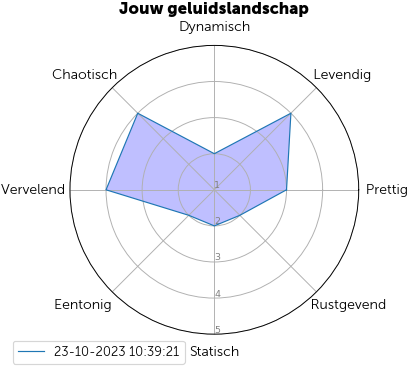 Jouw geluidslandschap
Dynamisch
Chaotisch
Levendig
Vervelend
1
Prettig
2
3
4
Eentonig
Rustgevend
5
23-10-2023 10:39:21
Statisch